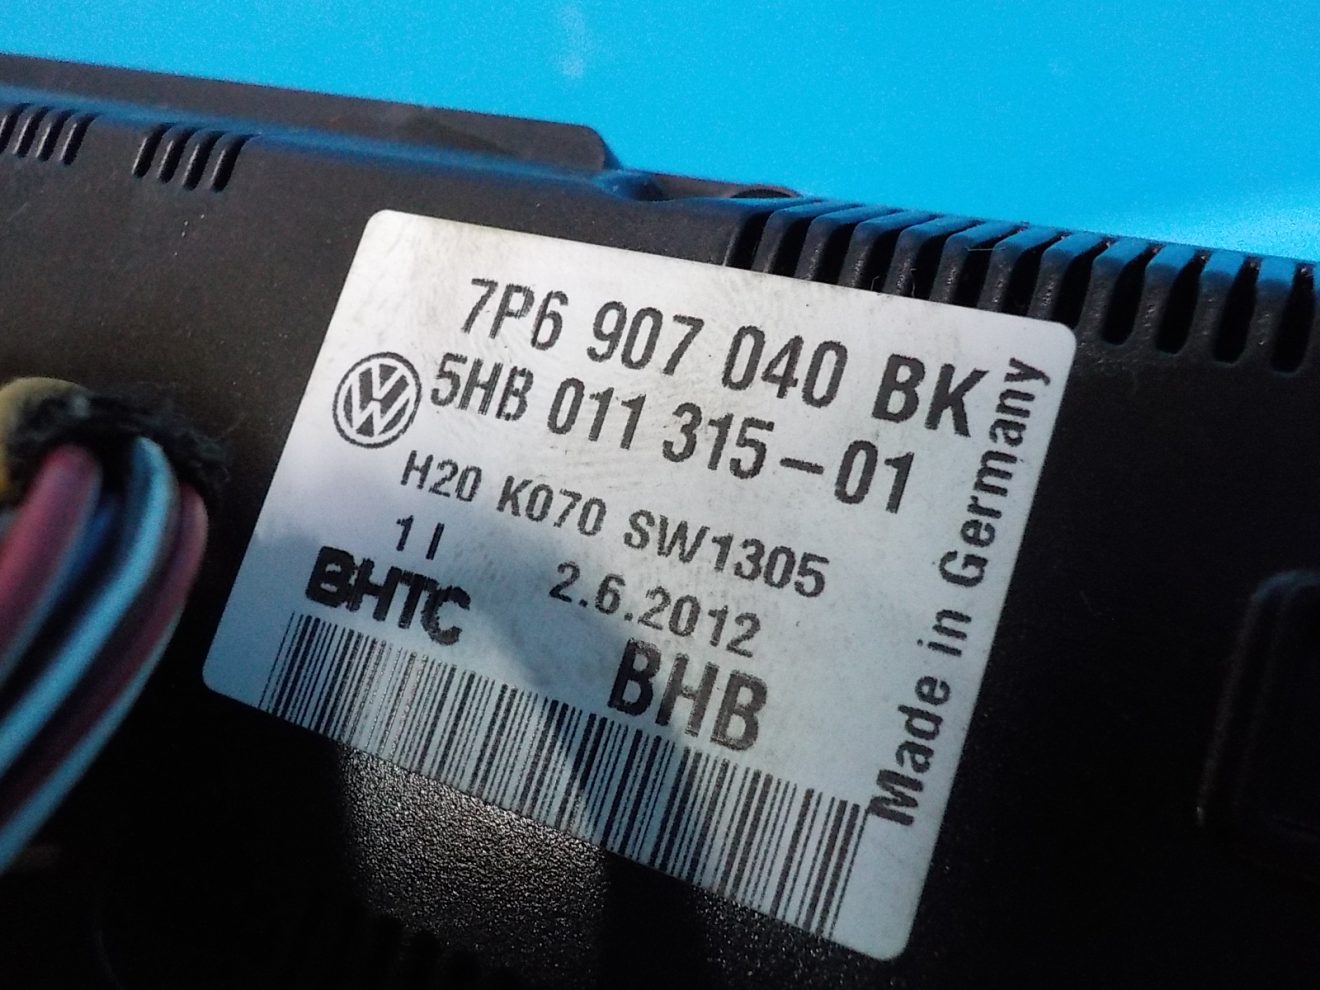 7P6 907 040 BK
5HB 011 315-01
H20 K070 SW1305
1I 2.6.2012
BHTC BHB
Made in Germany